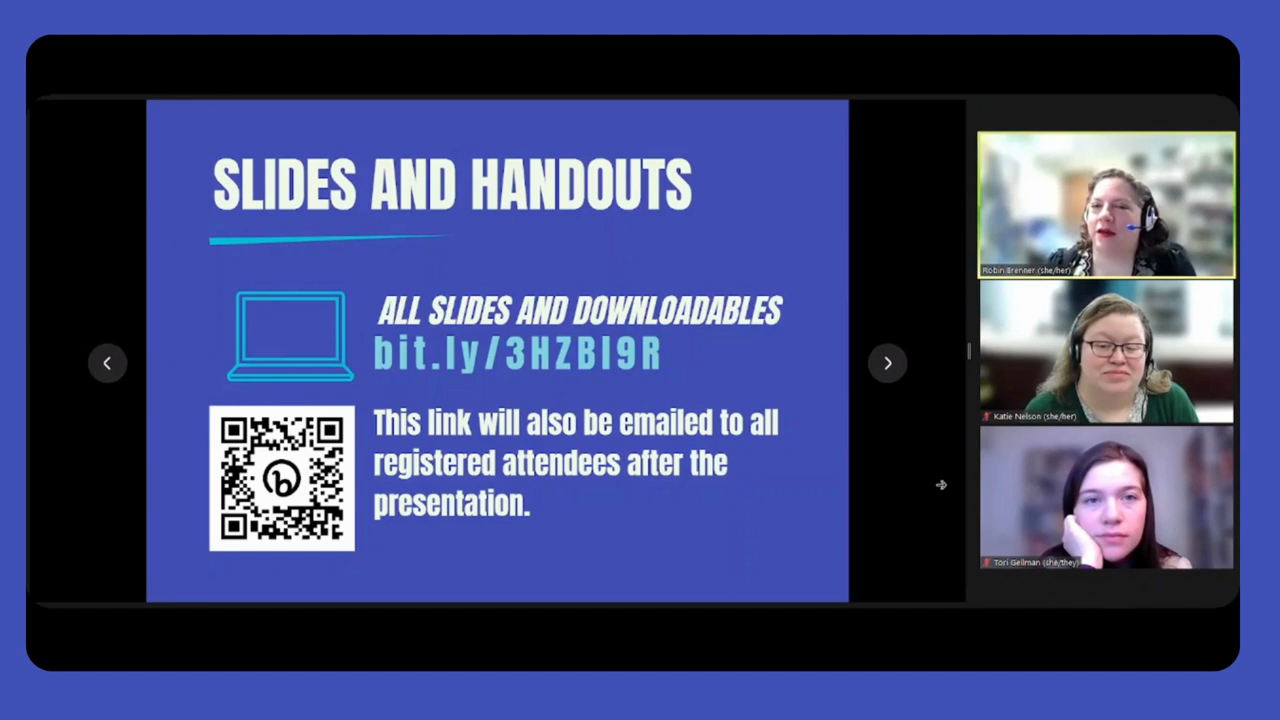 SLIDES AND HANDOUTS
ALL SLIDES AND DOWNLOADABLES
bit.ly/3HZBI9R
This link will also be emailed to all
registered attendees after the
presentation.
Robin Brenner (she/her)
Katie Nelson (she/her)
Tori Gellman (she/they)